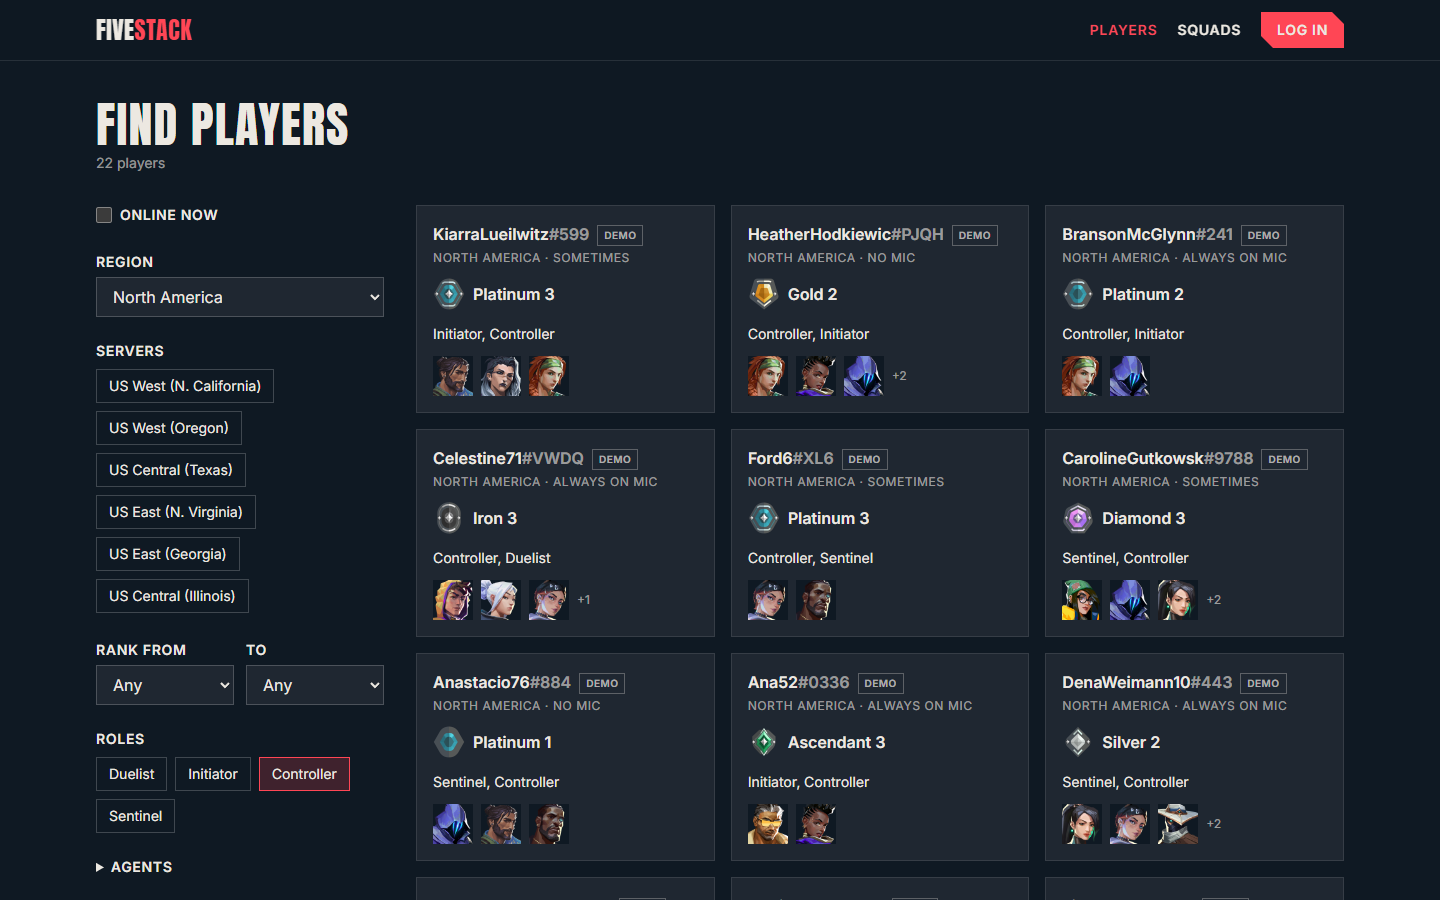 FIVESTACK
PLAYERS SQUADS LOG IN
FIND PLAYERS
22 players
ONLINE NOW
REGION
North America
SERVERS
US West (N. California)
US West (Oregon)
US Central (Texas)
US East (N. Virginia)
US East (Georgia)
US Central (Illinois)
RANK FROM TO
Any Any
ROLES
Duelist Initiator Controller
Sentinel
AGENTS
KiarraLueilwitz#599 DEMO
NORTH AMERICA · SOMETIMES
Platinum 3
Initiator, Controller
HeatherHodkiewic#PJQH DEMO
NORTH AMERICA · NO MIC
Gold 2
Controller, Initiator
+2
BransonMcGlynn#241 DEMO
NORTH AMERICA · ALWAYS ON MIC
Platinum 2
Controller, Initiator
Celestine71#VWDQ DEMO
NORTH AMERICA · ALWAYS ON MIC
Iron 3
Controller, Duelist
+1
Ford6#XL6 DEMO
NORTH AMERICA · SOMETIMES
Platinum 3
Controller, Sentinel
CarolineGutkowsk#9788 DEMO
NORTH AMERICA · SOMETIMES
Diamond 3
Sentinel, Controller
+2
Anastacio76#884 DEMO
NORTH AMERICA · NO MIC
Platinum 1
Sentinel, Controller
Ana52#0336 DEMO
NORTH AMERICA · ALWAYS ON MIC
Ascendant 3
Initiator, Controller
DenaWeimann10#443 DEMO
NORTH AMERICA · ALWAYS ON MIC
Silver 2
Sentinel, Controller
+2